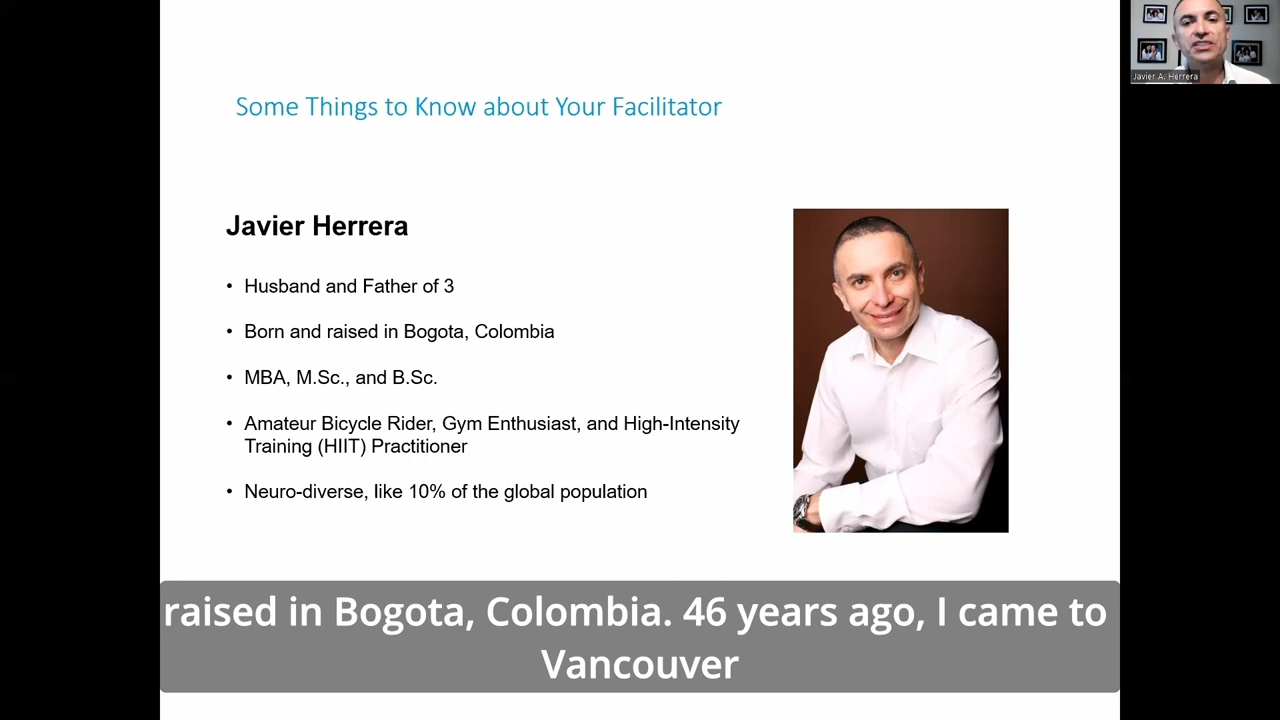 Javier A. Herrera
Some Things to Know about Your Facilitator
Javier Herrera
• Husband and Father of 3
• Born and raised in Bogota, Colombia
• MBA, M.Sc., and B.Sc.
• Amateur Bicycle Rider, Gym Enthusiast, and High-Intensity
Training (HIIT) Practitioner
• Neuro-diverse, like 10% of the global population
raised in Bogota, Colombia. 46 years ago, I came to
Vancouver